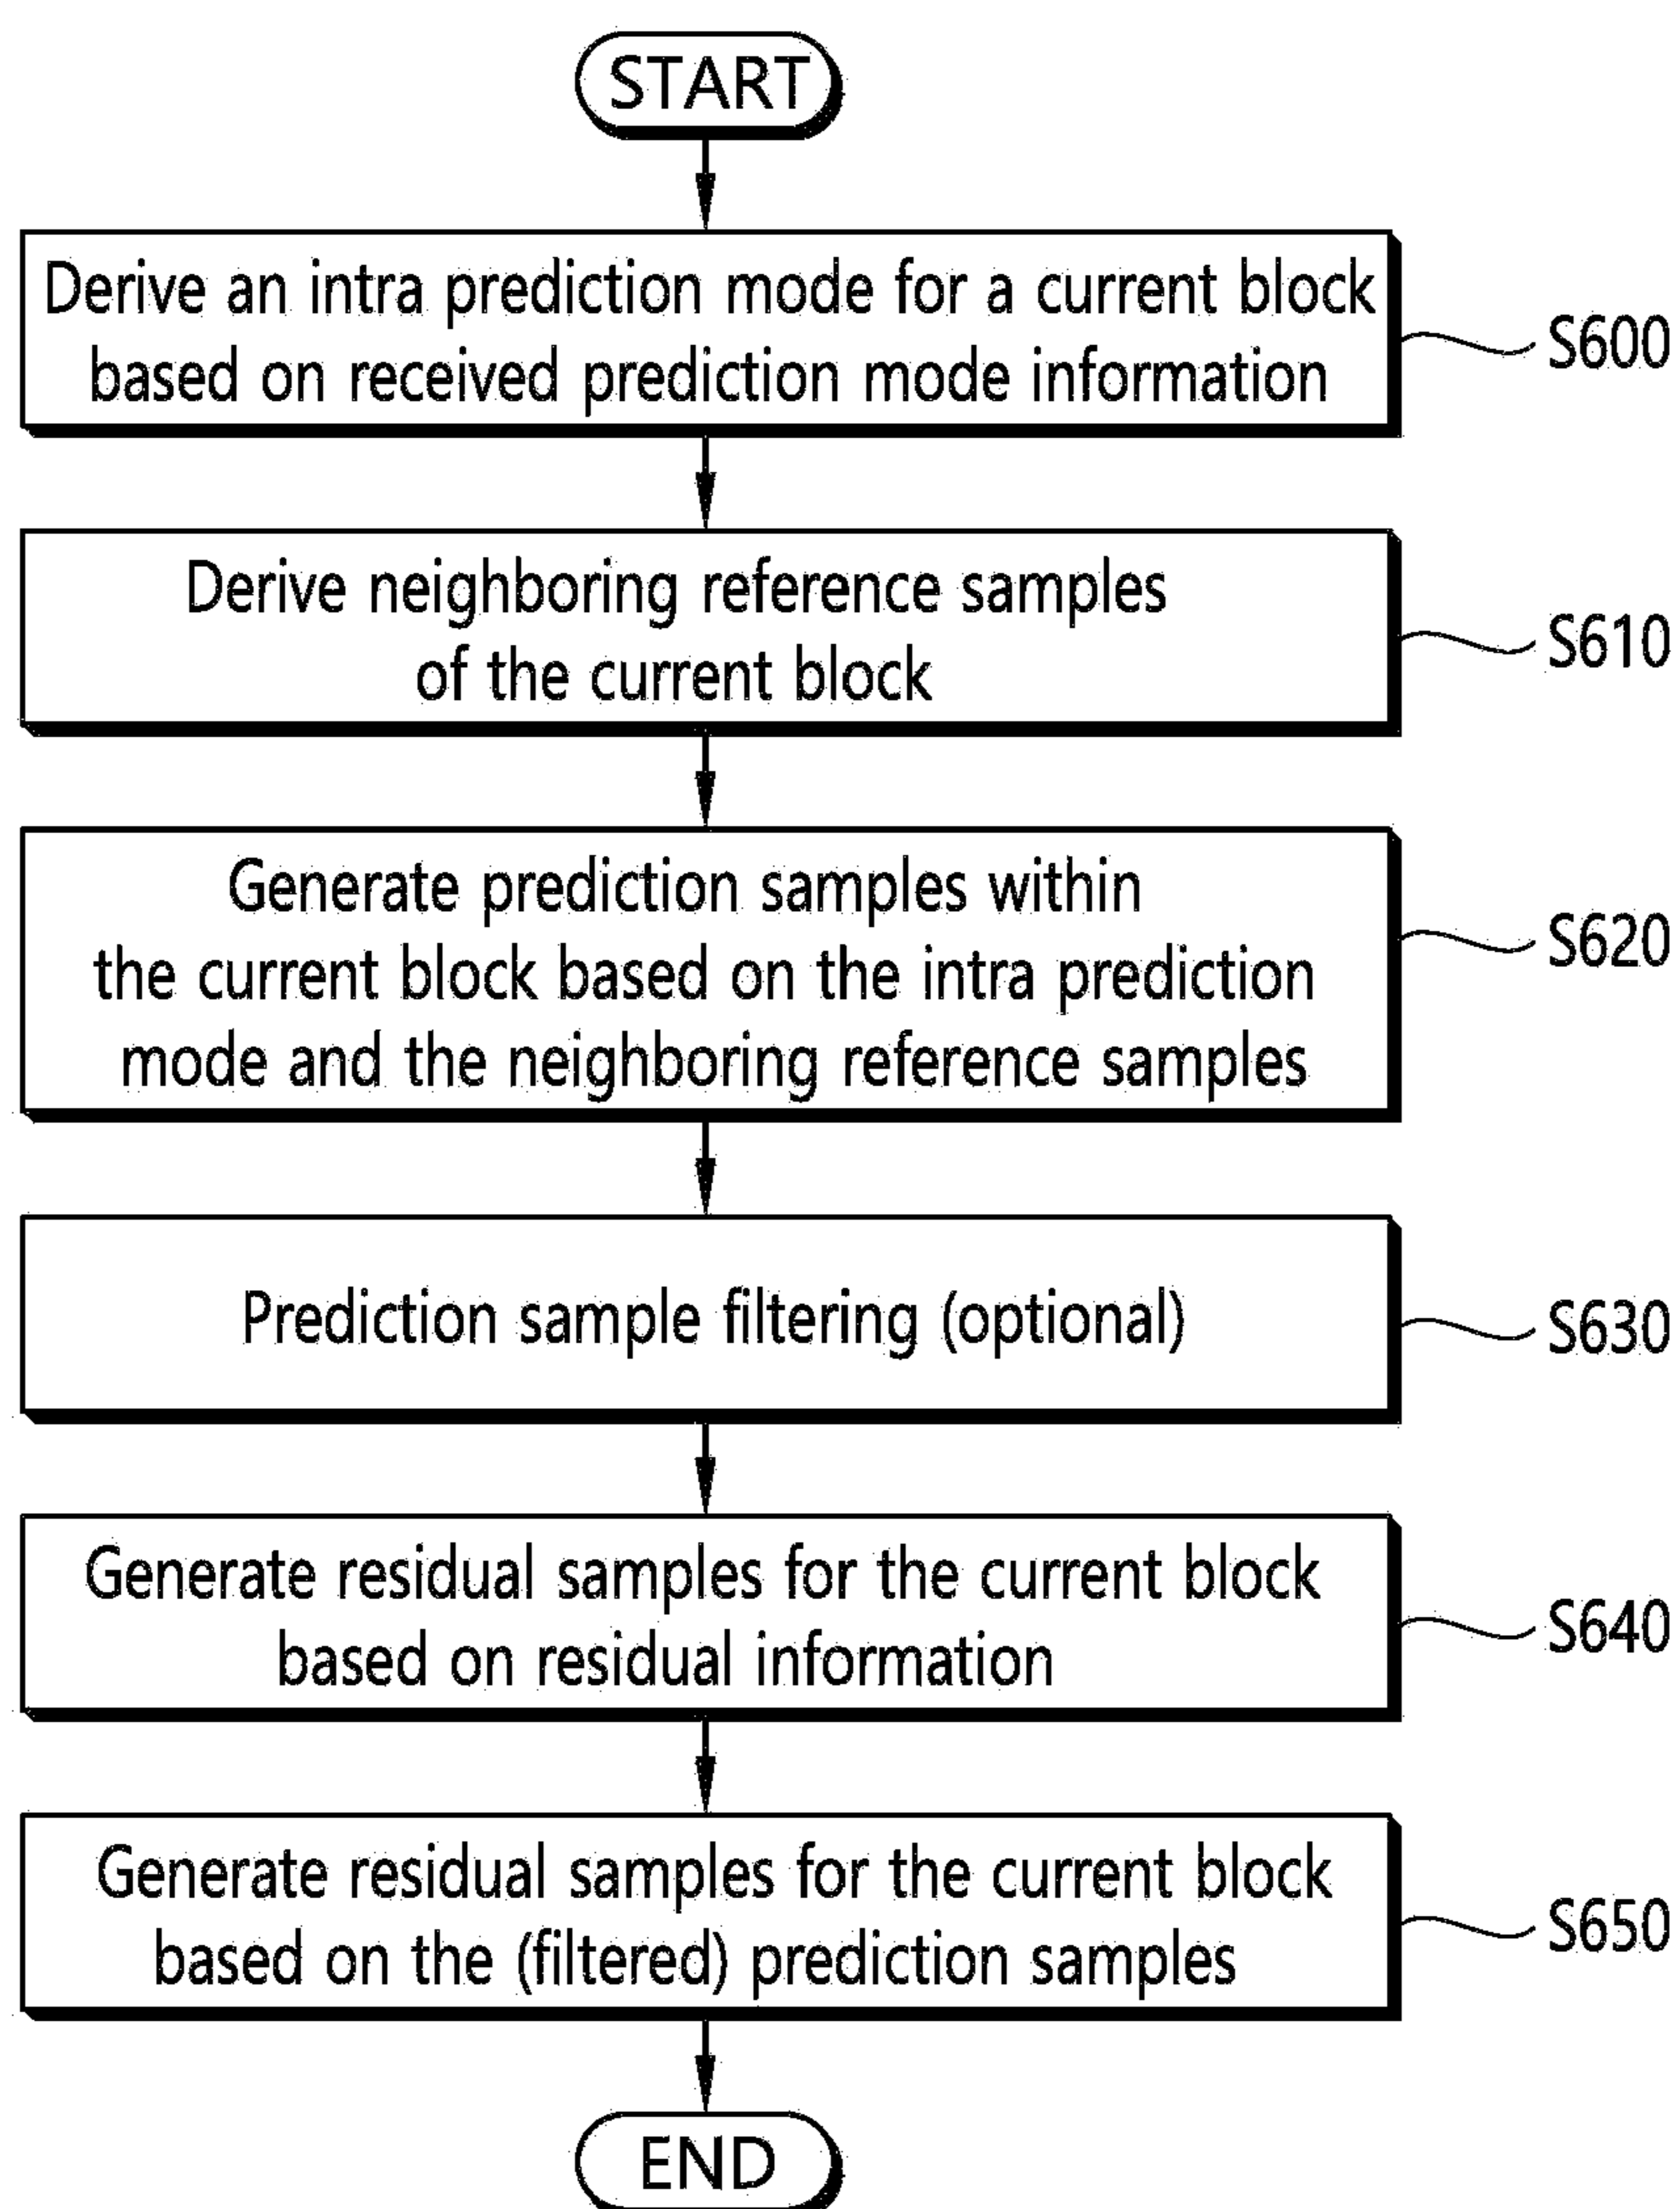 START
Derive an intra prediction mode for a current block
based on received prediction mode information
S600
Derive neighboring reference samples
of the current block
S610
Generate prediction samples within
the current block based on the intra prediction
mode and the neighboring reference samples
S620
Prediction sample filtering (optional)
S630
Generate residual samples for the current block
based on residual information
S640
Generate residual samples for the current block
based on the (filtered) prediction samples
S650
END